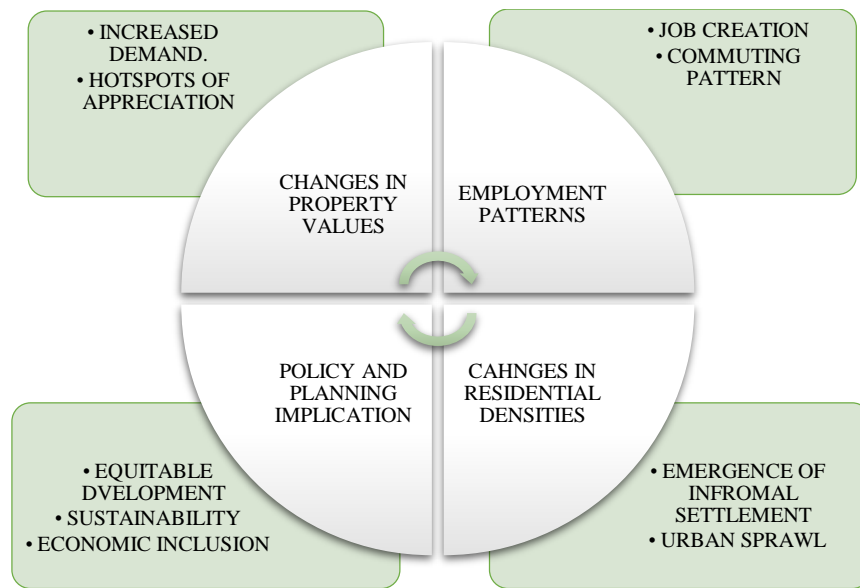 • INCREASED
DEMAND.
• HOTSPOTS OF
APPRECIATION
• JOB CREATION
• COMMUTING
PATTERN
CHANGES IN
PROPERTY
VALUES
EMPLOYMENT
PATTERNS
POLICY AND
PLANNING
IMPLICATION
CAHNGES IN
RESIDENTIAL
DENSITIES
• EQUITABLE
DVELOPMENT
• SUSTAINABILITY
• ECONOMIC INCLUSION
• EMERGENCE OF
INFROMAL
SETTLEMENT
• URBAN SPRAWL